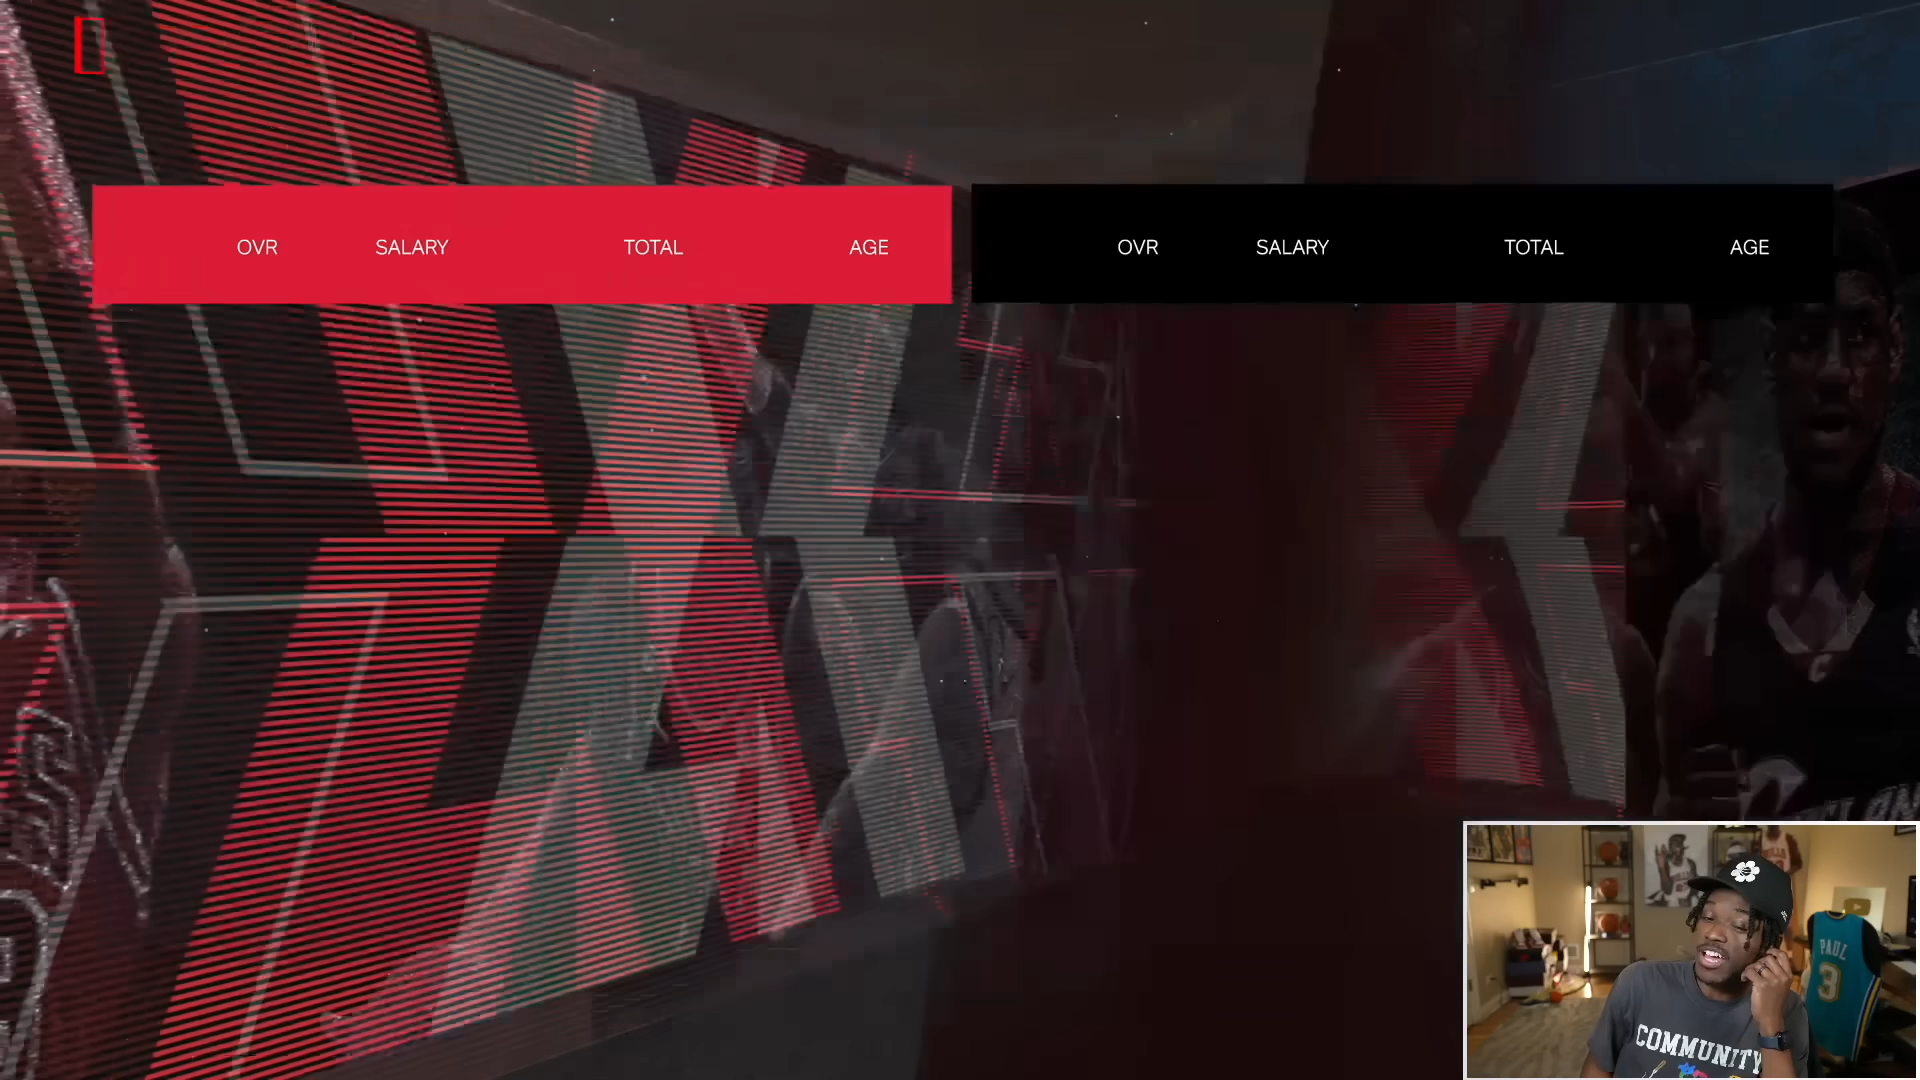 OVR SALARY TOTAL AGE
OVR SALARY TOTAL AGE
PAUL
3
COMMUNITY